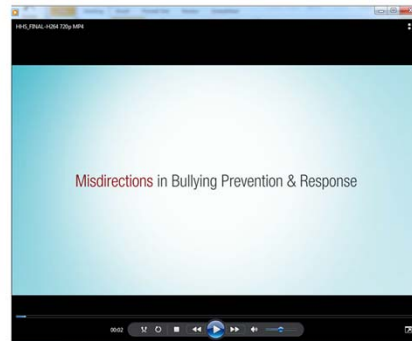 HHS_FINAL-H264 720p MP4
Misdirections in Bullying Prevention & Response
00:02